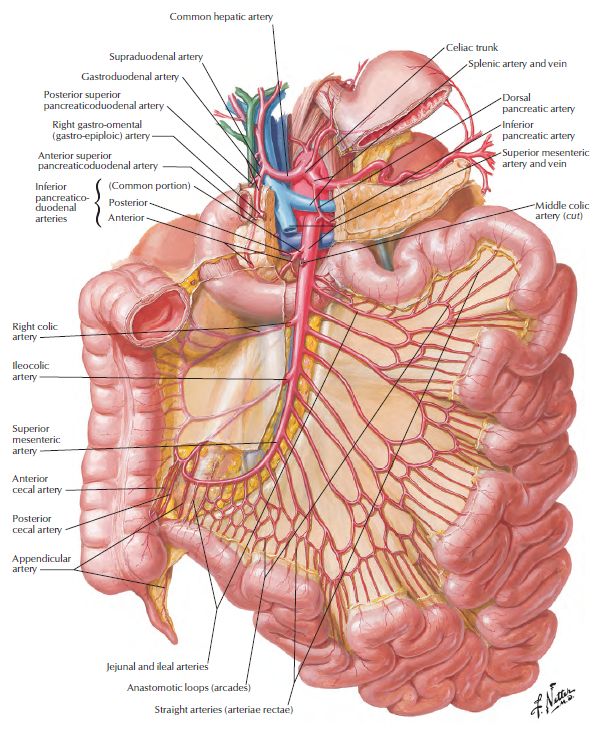 Common hepatic artery
Supraduodenal artery
Gastroduodenal artery
Posterior superior
pancreaticoduodenal artery
Right gastro-omental
(gastro-epiploic) artery
Anterior superior
pancreaticoduodenal artery
Inferior
pancreatico-
duodenal
arteries
(Common portion)
Posterior
Anterior
Celiac trunk
Splenic artery and vein
Dorsal
pancreatic artery
Inferior
pancreatic artery
Superior mesenteric
artery and vein
Middle colic
artery (cut)
Right colic
artery
Ileocolic
artery
Superior
mesenteric
artery
Anterior
cecal artery
Posterior
cecal artery
Appendicular
artery
Jejunal and ileal arteries
Anastomotic loops (arcades)
Straight arteries (arteriae rectae)
F. Netter
M.D.